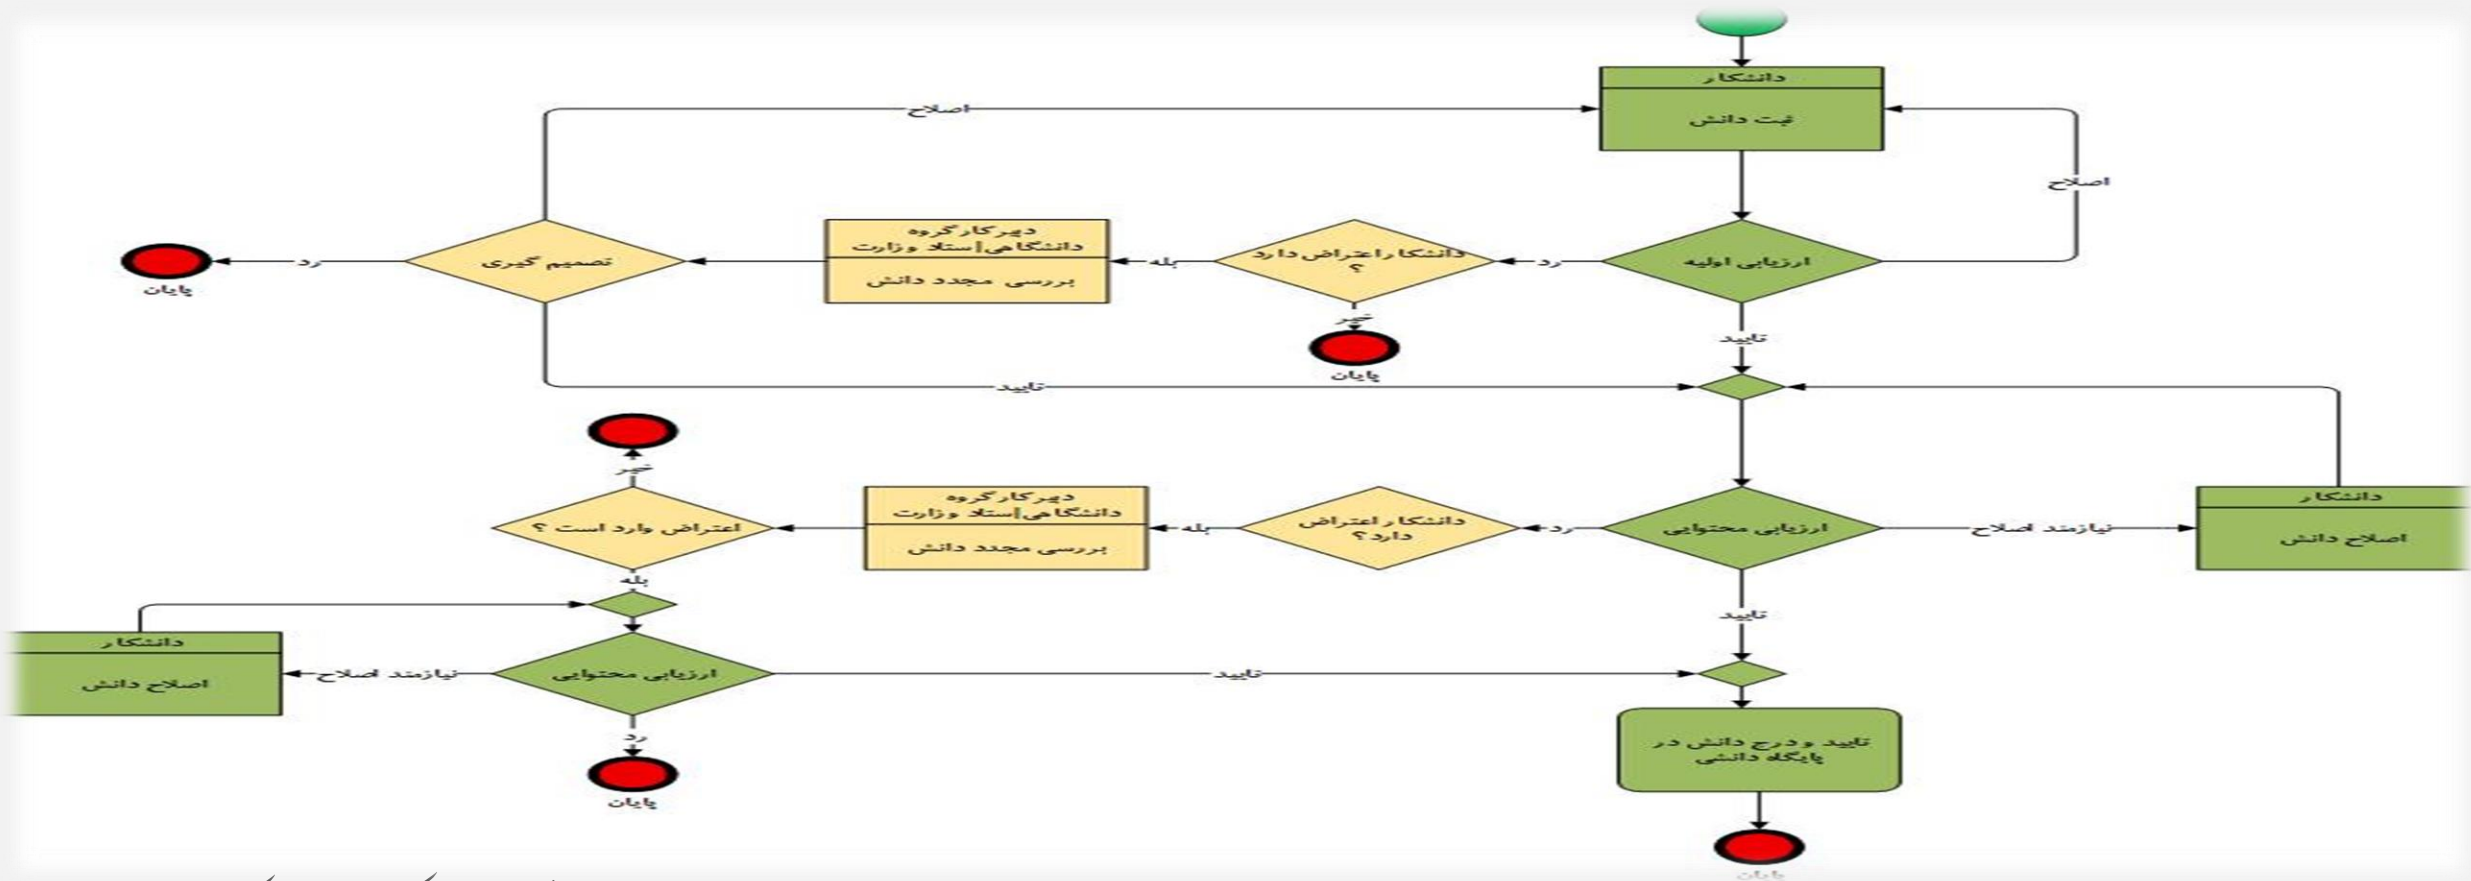 دانشکار
ثبت دانش
اصلاح
اصلاح
ارزیابی اولیه
رد
دانشکار اعتراض دارد
؟
بله
دبیر کارگروه
دانشگاهی|ستاد وزارت
بررسی مجدد دانش
تصمیم گیری
رد
پایان
خیر
پایان
تایید
تایید
ارزیابی محتوایی
نیازمند اصلاح
دانشکار
اصلاح دانش
رد
دانشکار اعتراض
دارد؟
بله
دبیر کارگروه
دانشگاهی|ستاد وزارت
بررسی مجدد دانش
اعتراض وارد است ؟
خیر
بله
تایید
ارزیابی محتوایی
تایید
نیازمند اصلاح
دانشکار
اصلاح دانش
رد
پایان
تایید و درج دانش در
پایگاه دانشی
پایان